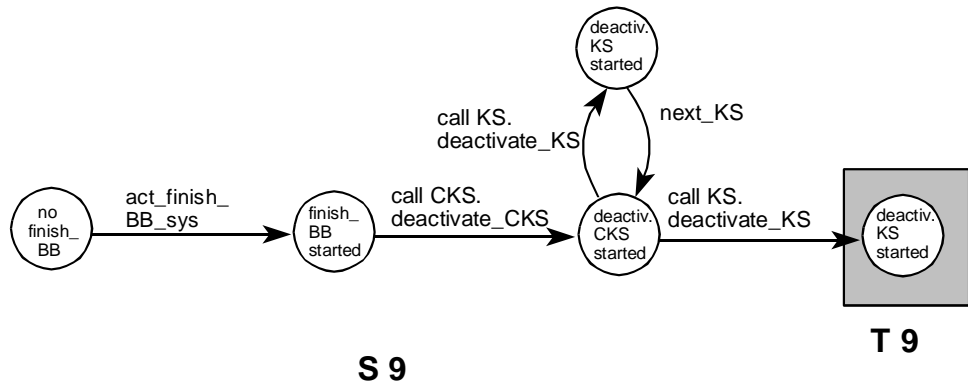 deactiv.
KS
started
call KS.
deactivate_KS
next_KS
no
finish_
BB
act_finish_
BB_sys
finish_
BB
started
call CKS.
deactivate_CKS
deactiv.
CKS
started
call KS.
deactivate_KS
deactiv.
KS
started
S 9
T 9